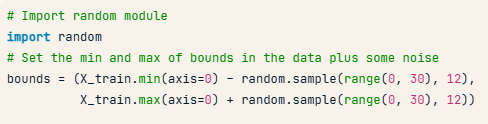 # Import random module
import random
# Set the min and max of bounds in the data plus some noise
bounds = (X_train.min(axis=0) - random.sample(range(0, 30), 12),
          X_train.max(axis=0) + random.sample(range(0, 30), 12))